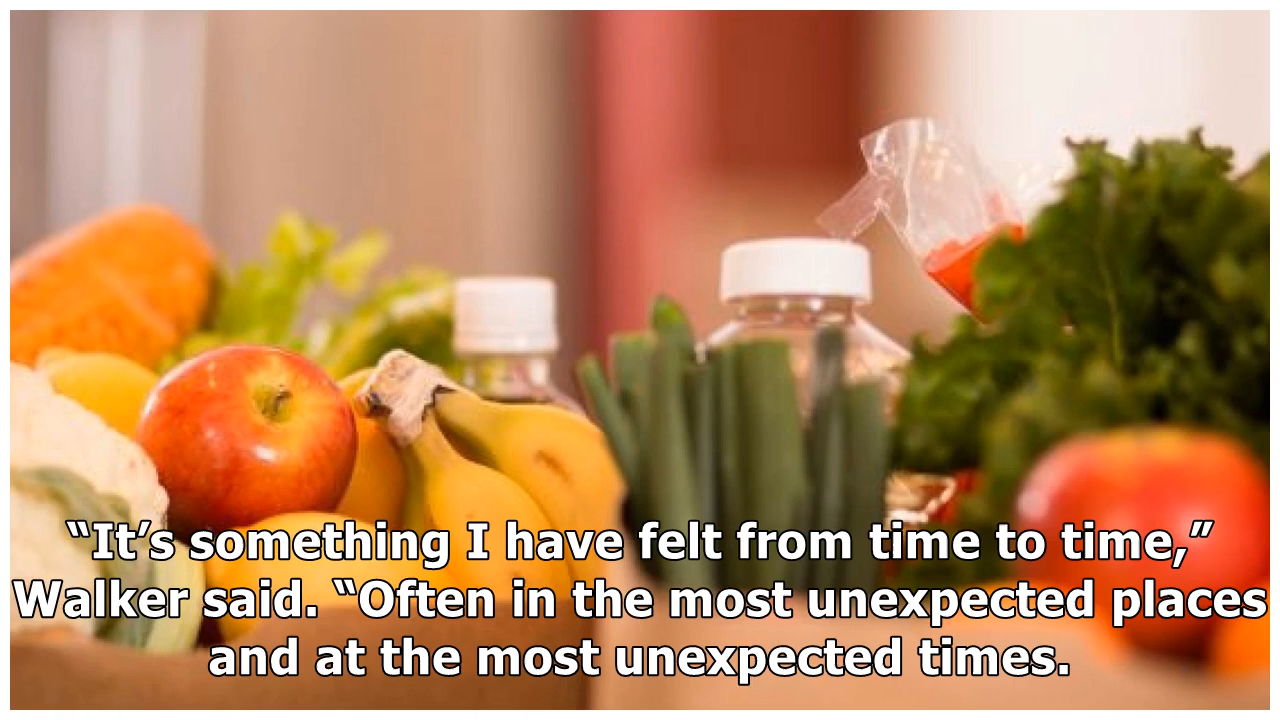 “It’s something I have felt from time to time,”
Walker said. “Often in the most unexpected places
and at the most unexpected times.